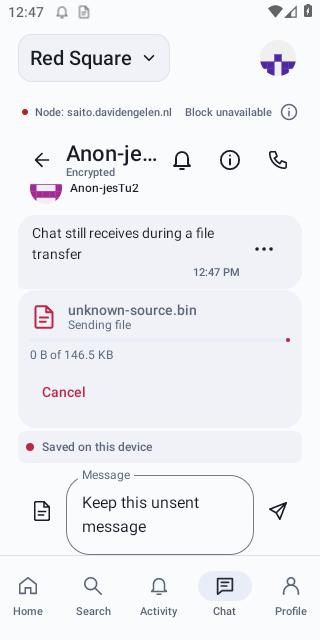 12:47
Red Square
Node: saito.davidengelen.nl Block unavailable
Anon-je...
Encrypted
Anon-jesTu2
Chat still receives during a file
transfer
12:47 PM
unknown-source.bin
Sending file
0 B of 146.5 KB
Cancel
Saved on this device
Message
Keep this unsent
message
Home Search Activity Chat Profile